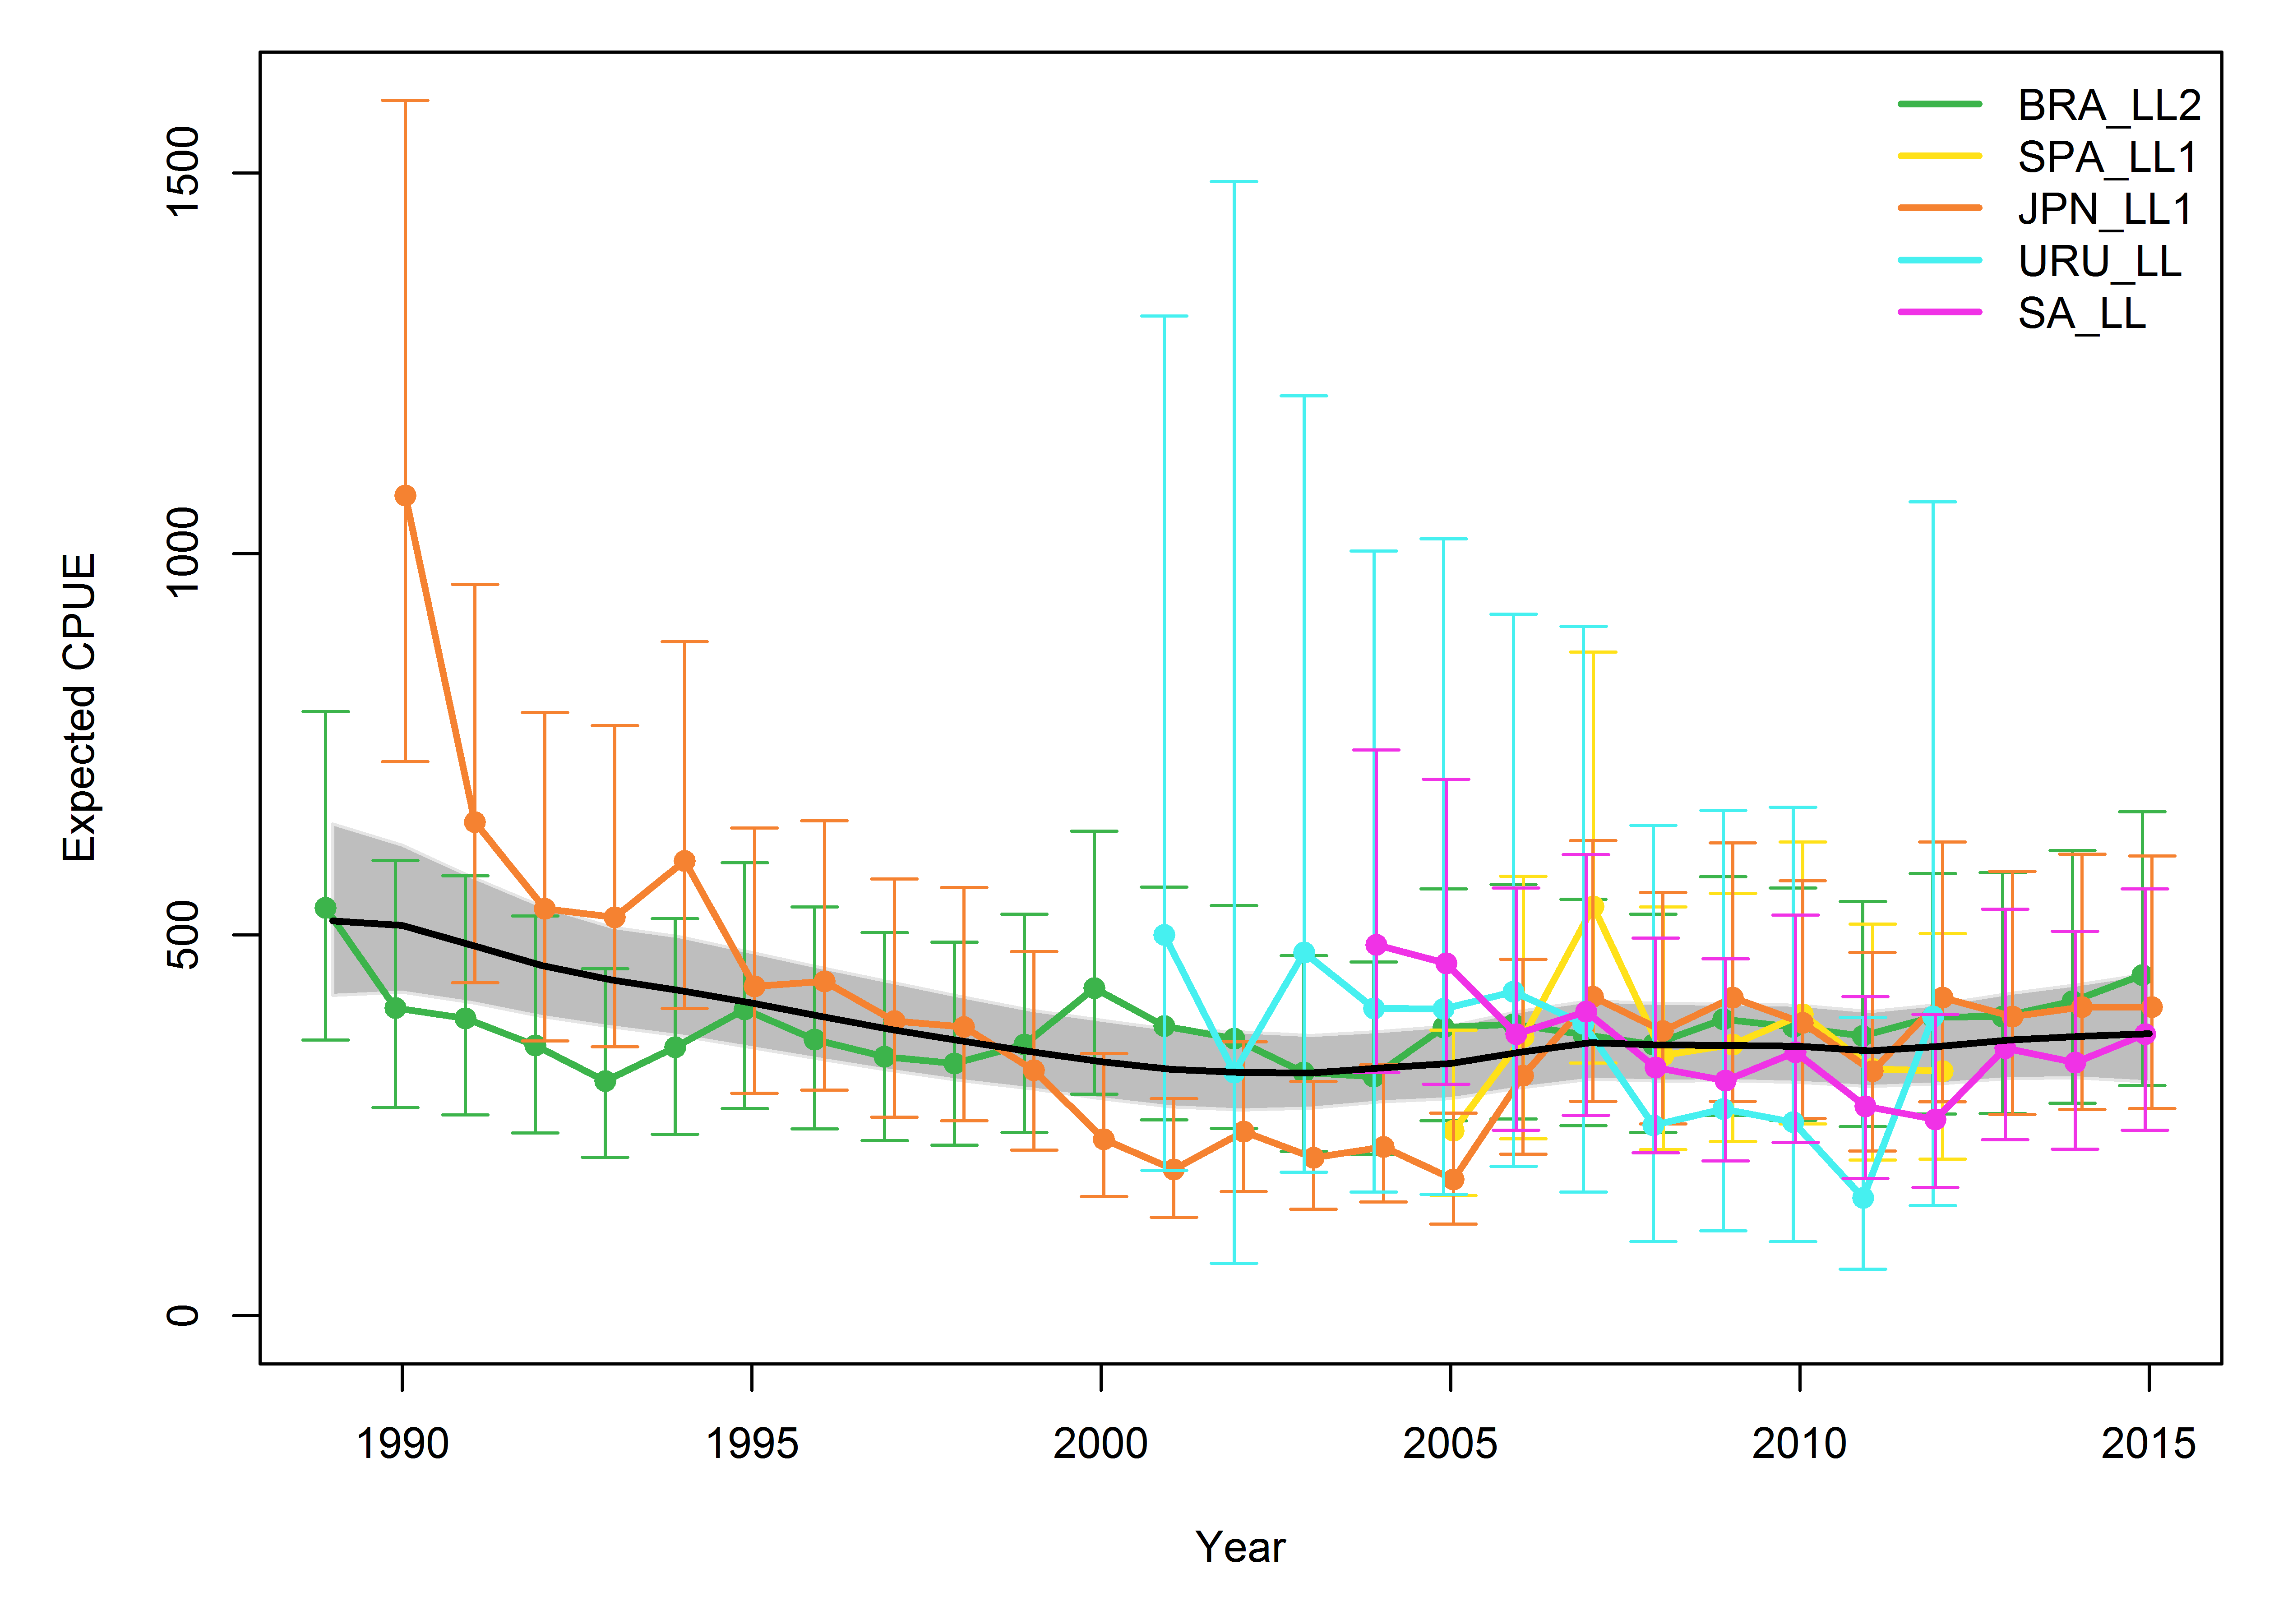 BRA_LL2
SPA_LL1
JPN_LL1
URU_LL
SA_LL
Expected CPUE
1500
1000
500
0
1990 1995 2000 2005 2010 2015
Year